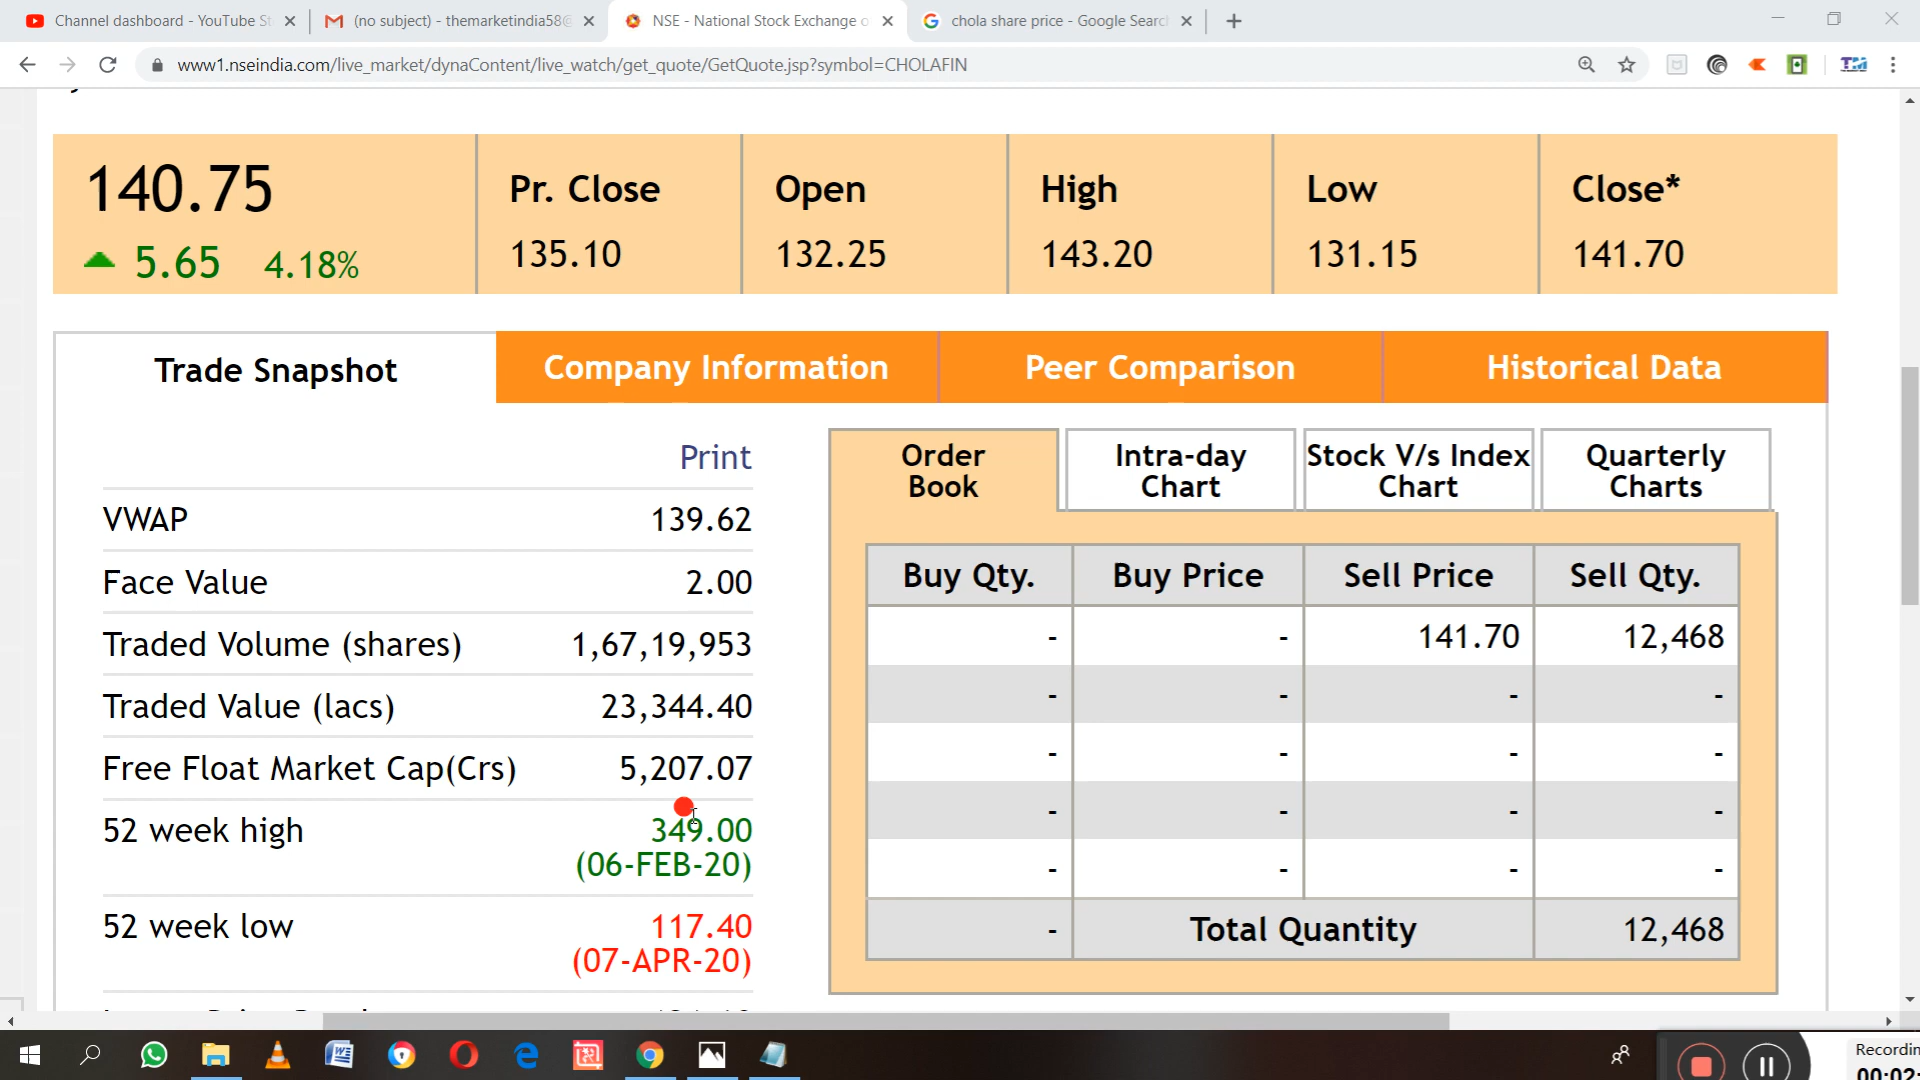 Channel dashboard - YouTube St
(no subject) - themarketindia58@
NSE - National Stock Exchange o
chola share price - Google Search
www1.nseindia.com/live_market/dynaContent/live_watch/get_quote/GetQuote.jsp?symbol=CHOLAFIN
140.75
5.65 4.18%
Pr. Close
135.10
Open
132.25
High
143.20
Low
131.15
Close*
141.70
Trade Snapshot
Company Information
Peer Comparison
Historical Data
Print
VWAP 139.62
Face Value 2.00
Traded Volume (shares) 1,67,19,953
Traded Value (lacs) 23,344.40
Free Float Market Cap(Crs) 5,207.07
52 week high 349.00
(06-FEB-20)
52 week low 117.40
(07-APR-20)
Order
Book
Intra-day
Chart
Stock V/s Index
Chart
Quarterly
Charts
Buy Qty. Buy Price Sell Price Sell Qty.
- - 141.70 12,468
- - - -
- - - -
- - - -
- - - -
- Total Quantity 12,468
Recordin
00:02: